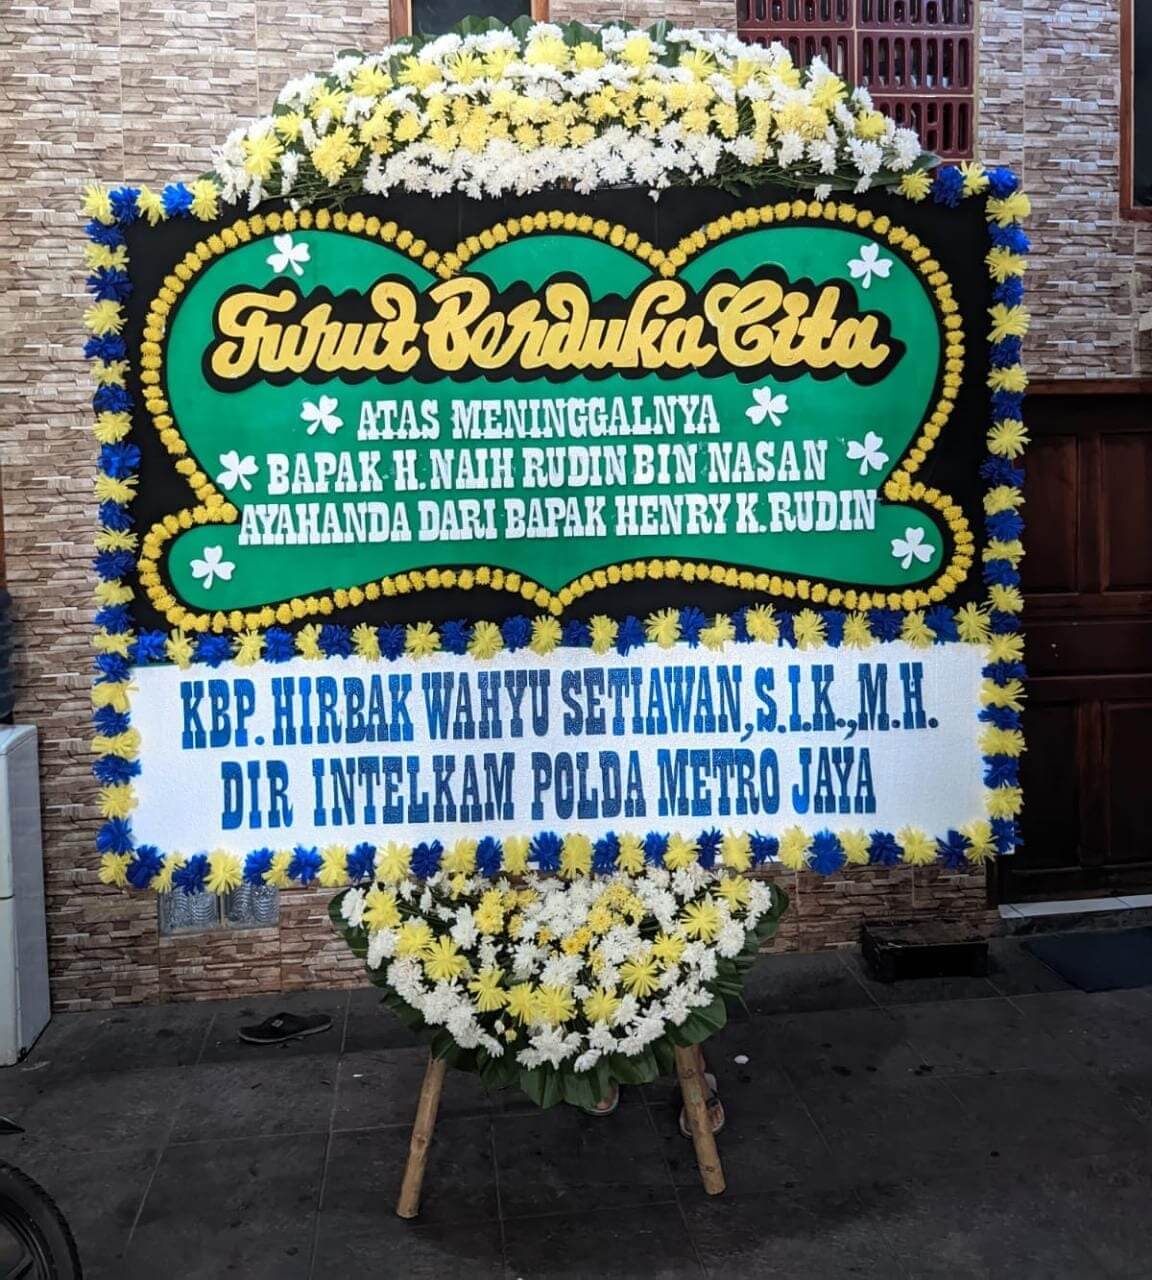 Turut Berduka Cita
ATAS MENINGGALNYA
BAPAK H. NAIH RUDIN BIN NASAN
AYAHANDA DARI BAPAK HENRY K. RUDIN
KBP. HIRBAK WAHYU SETIAWAN, S.I.K., M.H.
DIR INTELKAM POLDA METRO JAYA